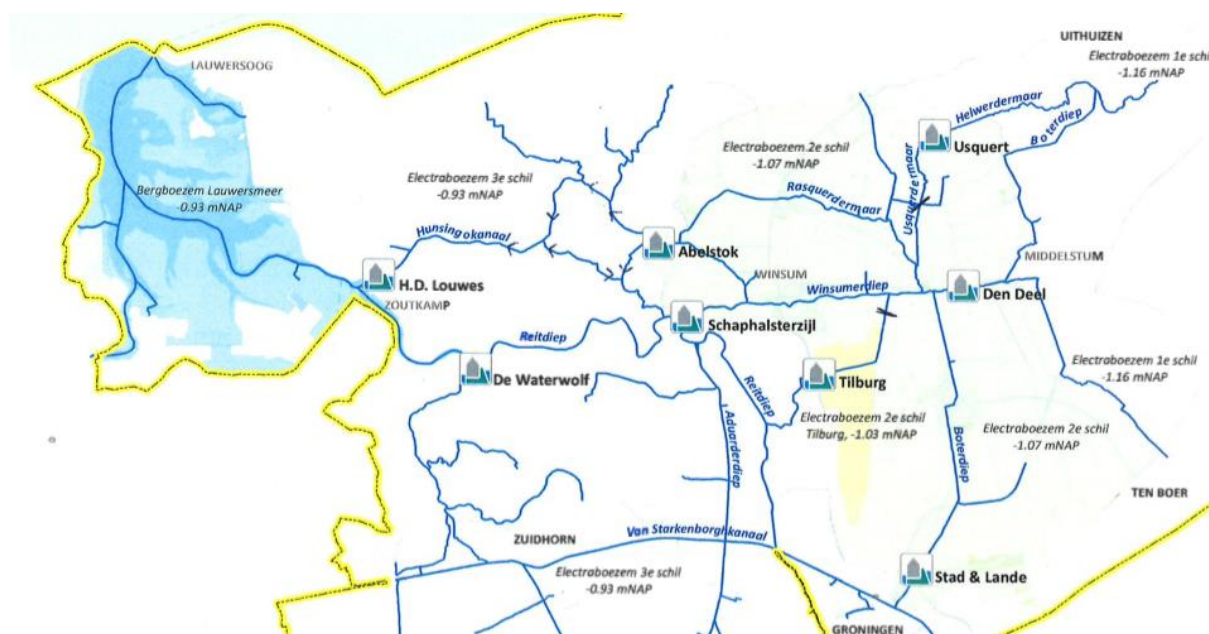 UITHUIZEN
Electraboezem 1e schil
-1.16 mNAP
LAUWERSOOG
Helwerdermaar
Boterdiep
Usquert
Electraboezem 2e schil
-1.07 mNAP
Electraboezem 3e schil
-0.93 mNAP
Bergboezem Lauwersmeer
-0.93 mNAP
Rasquerdermaar
Usquerdermaar
Hunsingokanaal
Abelstok
MIDDELSTUM
WINSUM
H.D. Louwes
Winsumerdiep
Den Deel
ZOUTKAMP
Schaphalsterzijl
Reitdiep
De Waterwolf
Tilburg
Reitdiep
Electraboezem 1e schil
-1.16 mNAP
Electraboezem 2e schil
Tilburg, -1.03 mNAP
Electraboezem 2e schil
-1.07 mNAP
Aduarderdiep
Boterdiep
TEN BOER
Van Starkenborghkanaal
ZUIDHORN
Electraboezem 3e schil
-0.93 mNAP
Stad & Lande
GRONINGEN